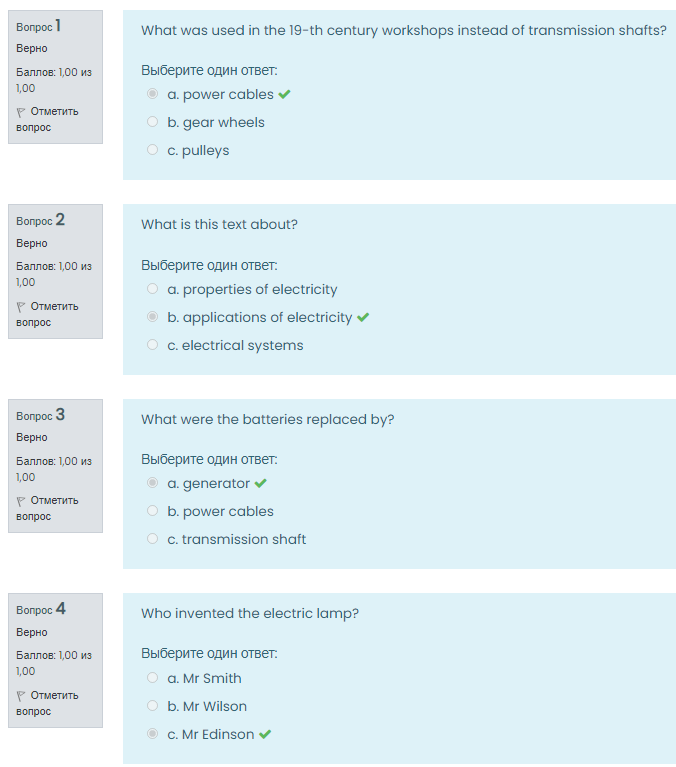 Вопрос 1
Верно
Баллов: 1,00 из
1,00
Отметить
вопрос
What was used in the 19-th century workshops instead of transmission shafts?
Выберите один ответ:
a. power cables
b. gear wheels
c. pulleys
Вопрос 2
Верно
Баллов: 1,00 из
1,00
Отметить
вопрос
What is this text about?
Выберите один ответ:
a. properties of electricity
b. applications of electricity
c. electrical systems
Вопрос 3
Верно
Баллов: 1,00 из
1,00
Отметить
вопрос
What were the batteries replaced by?
Выберите один ответ:
a. generator
b. power cables
c. transmission shaft
Вопрос 4
Верно
Баллов: 1,00 из
1,00
Отметить
вопрос
Who invented the electric lamp?
Выберите один ответ:
a. Mr Smith
b. Mr Wilson
c. Mr Edinson